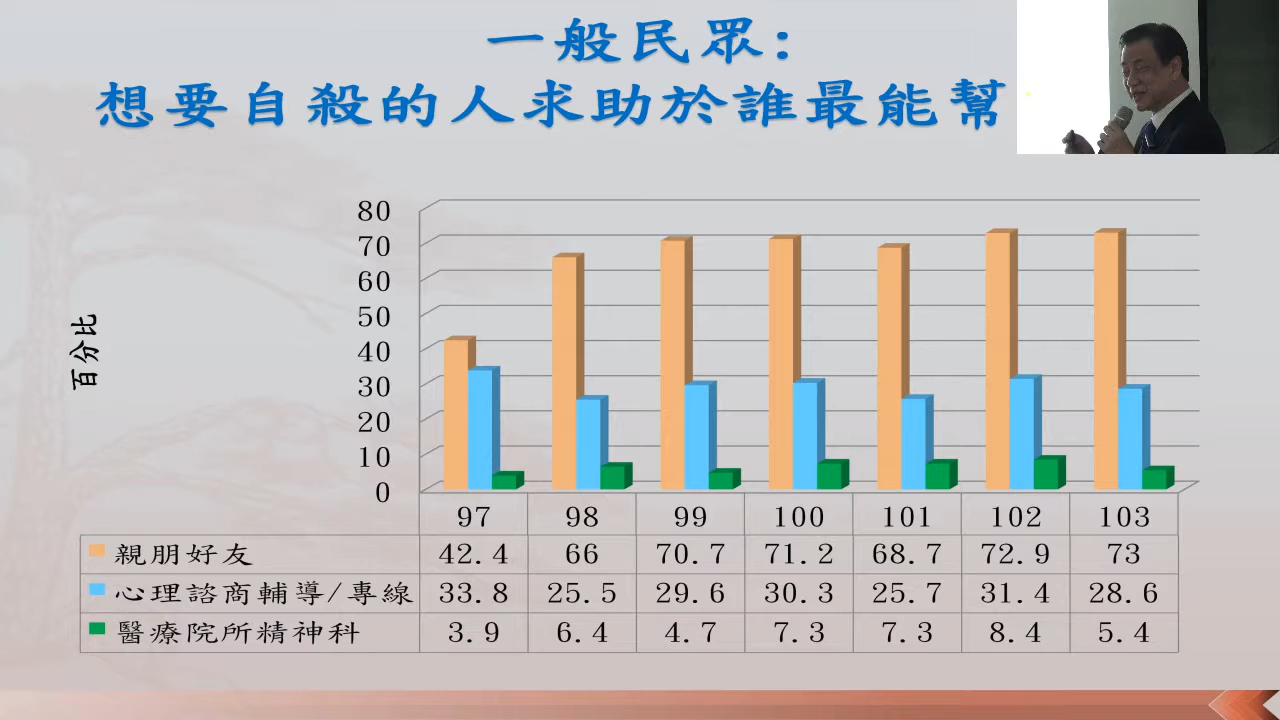 一般民眾:
想要自殺的人求助於誰最能幫
百分比
80
70
60
50
40
30
20
10
0
97 98 99 100 101 102 103
親朋好友 42.4 66 70.7 71.2 68.7 72.9 73
心理諮商輔導/專線 33.8 25.5 29.6 30.3 25.7 31.4 28.6
醫療院所精神科 3.9 6.4 4.7 7.3 7.3 8.4 5.4